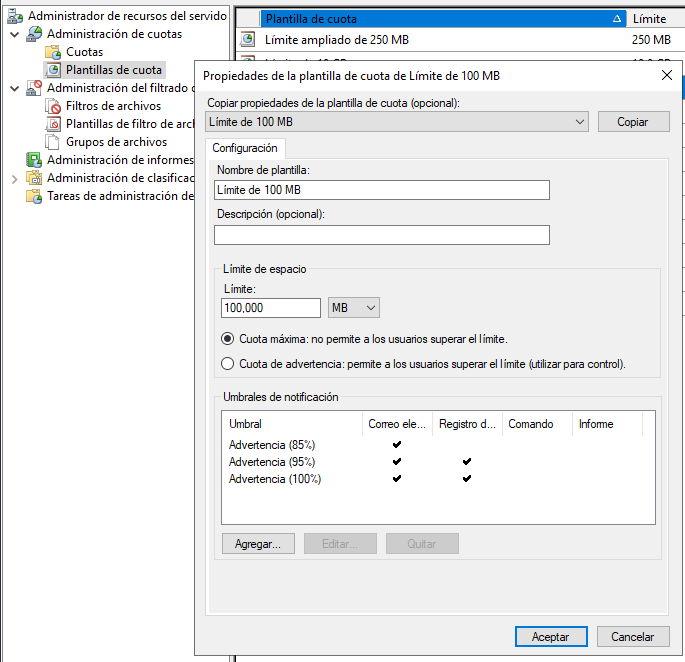 Administrador de recursos del servido
Administración de cuotas
Cuotas
Plantillas de cuota
Administración del filtrado d
Filtros de archivos
Plantillas de filtro de arch
Grupos de archivos
Administración de informes
Administración de clasificac
Tareas de administración de
Plantilla de cuota
Límite
Límite ampliado de 250 MB
250 MB
Propiedades de la plantilla de cuota de Límite de 100 MB
Copiar propiedades de la plantilla de cuota (opcional):
Límite de 100 MB
Copiar
Configuración
Nombre de plantilla:
Límite de 100 MB
Descripción (opcional):
Límite de espacio
Límite:
100,000 MB
Cuota máxima: no permite a los usuarios superar el límite.
Cuota de advertencia: permite a los usuarios superar el límite (utilizar para control).
Umbrales de notificación
Umbral Correo ele... Registro d... Comando Informe
Advertencia (85%)
Advertencia (95%)
Advertencia (100%)
Agregar... Editar... Quitar
Aceptar Cancelar